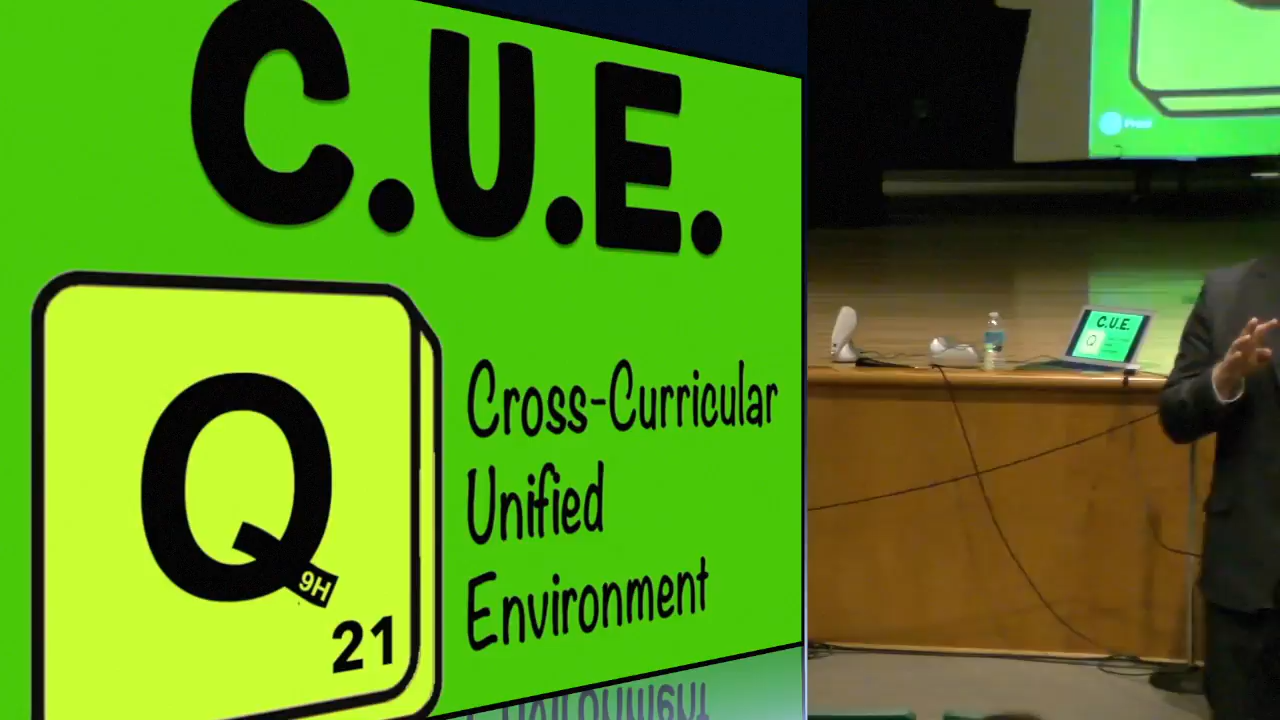 C.U.E.
Q
9H
21
Cross-Curricular
Unified
Environment
C.U.E.
Q